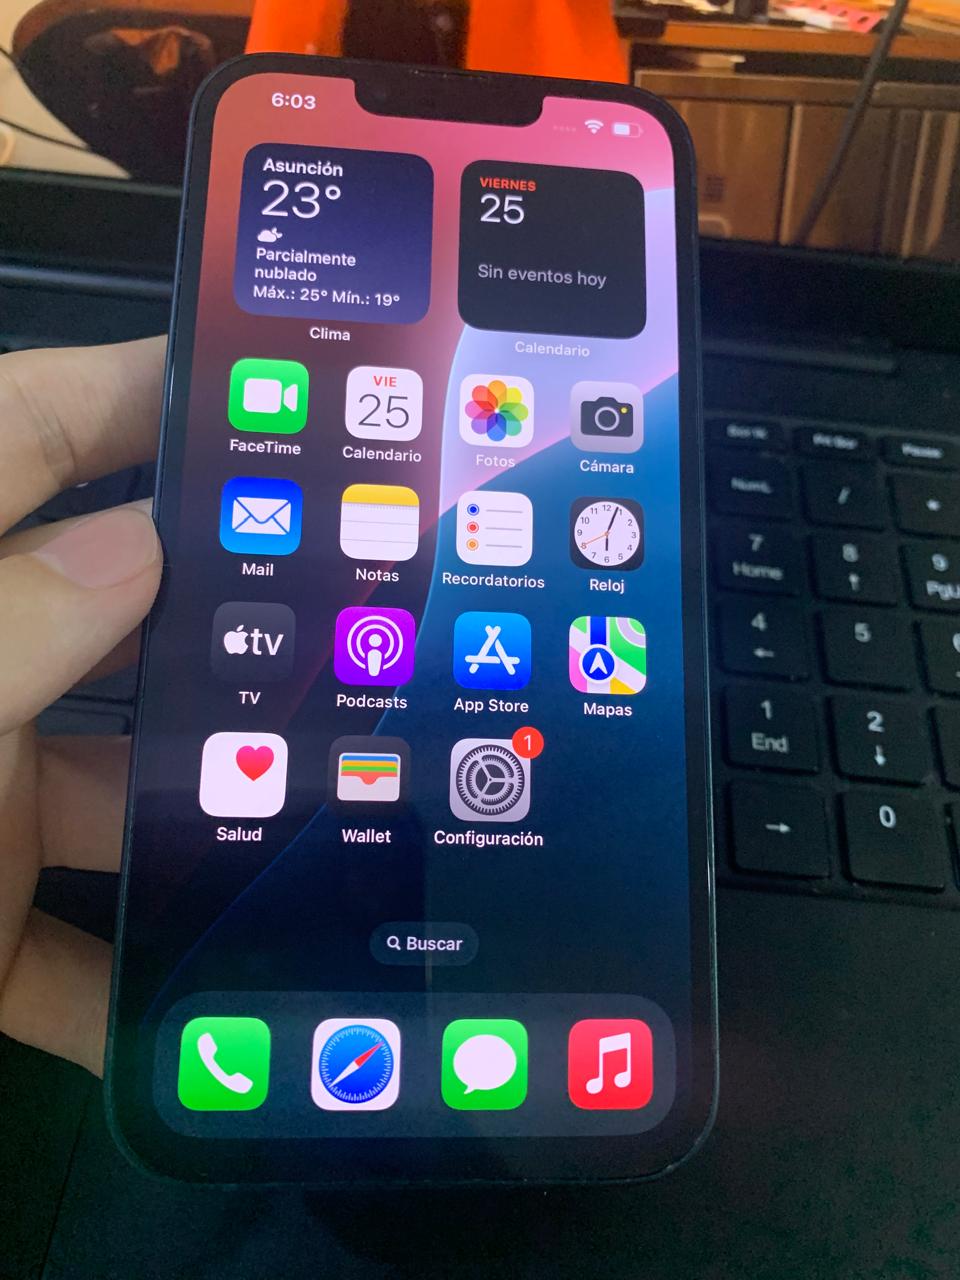 6:03
Asunción
23°
Parcialmente
nublado
Máx.: 25° Mín.: 19°
Clima
VIERNES
25
Sin eventos hoy
Calendario
FaceTime
VIE
25
Calendario
Fotos
Cámara
Mail
Notas
Recordatorios
Reloj
tv
TV
Podcasts
App Store
Mapas
Salud
Wallet
1
Configuración
Buscar
/
*
7
Home
8
9
4
5
1
End
2
0